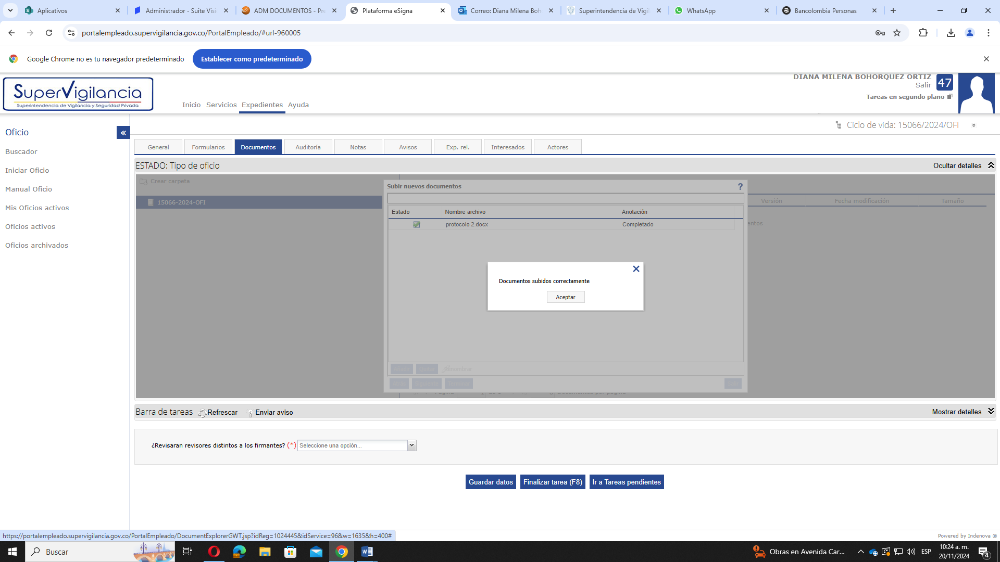 Aplicativos
Administrador - Suite Visi
ADM DOCUMENTOS - Pre
Plataforma eSigna
Correo: Diana Milena Boh
Superintendencia de Vigil
WhatsApp
Bancolombia Personas
portalempleado.supervigilancia.gov.co/PortalEmpleado/#url-960005
Google Chrome no es tu navegador predeterminado
Establecer como predeterminado
SuperVigilancia
Superintendencia de Vigilancia y Seguridad Privada
Inicio Servicios Expedientes Ayuda
DIANA MILENA BOHORQUEZ ORTIZ
Salir
47
Tareas en segundo plano
Oficio
Buscador
Iniciar Oficio
Manual Oficio
Mis Oficios activos
Oficios activos
Oficios archivados
Ciclo de vida: 15066/2024/OFI
General Formularios Documentos Auditoría Notas Avisos Exp. rel. Interesados Actores
ESTADO: Tipo de oficio
Ocultar detalles
Crear carpeta
15066-2024-OFI
Subir nuevos documentos
?
Versión Fecha modificación Tamaño
Estado Nombre archivo Anotación
protocolo 2.docx Completado
entos
Documentos subidos correctamente
Aceptar
Renombrar
Barra de tareas Refrescar Enviar aviso
Mostrar detalles
¿Revisaran revisores distintos a los firmantes? (*) Seleccione una opción...
Guardar datos Finalizar tarea (F8) Ir a Tareas pendientes
https://portalempleado.supervigilancia.gov.co/PortalEmpleado/DocumentExplorerGWT.jsp?idReg=1024445&idService=96&w=1635&h=400#
Powered by Indenova ®
Buscar
Obras en Avenida Car...
ESP
10:24 a. m.
20/11/2024
4